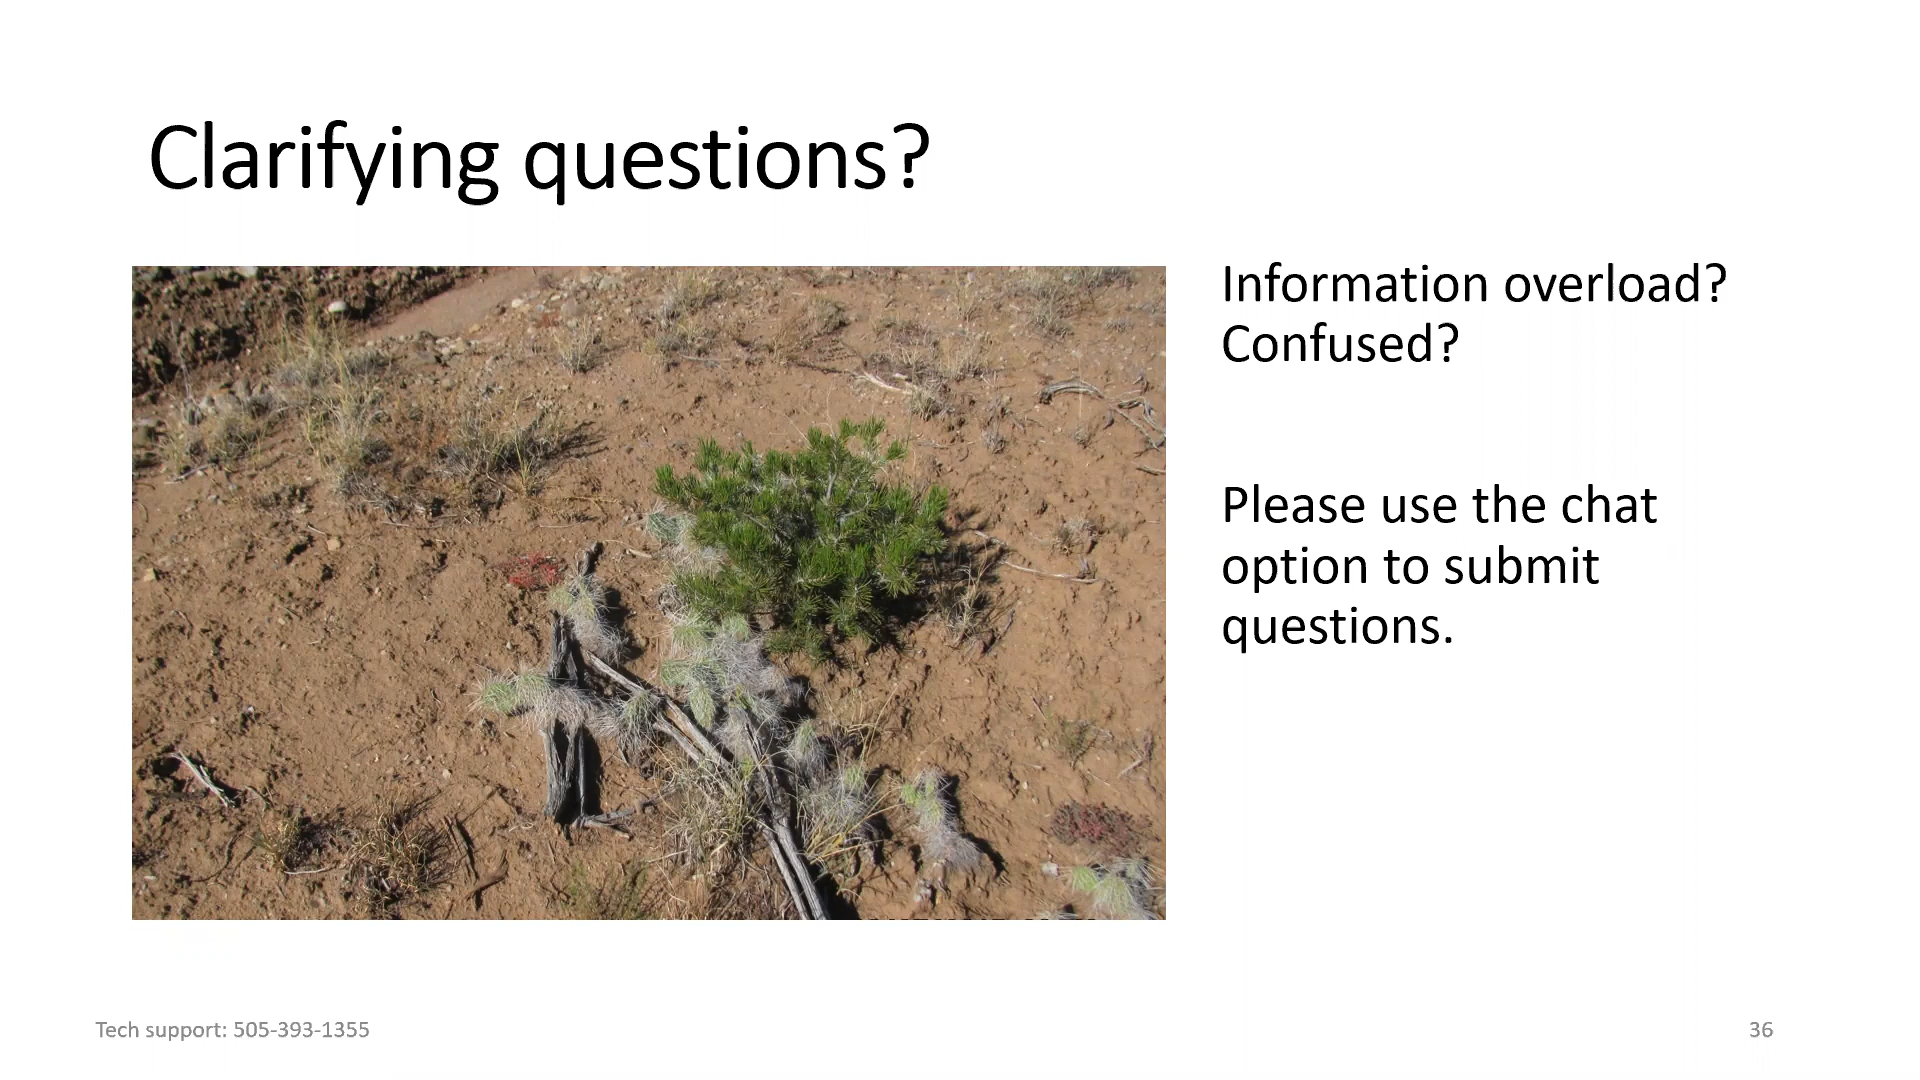 Clarifying questions?
Information overload?
Confused?
Please use the chat
option to submit
questions.
Tech support: 505-393-1355
36